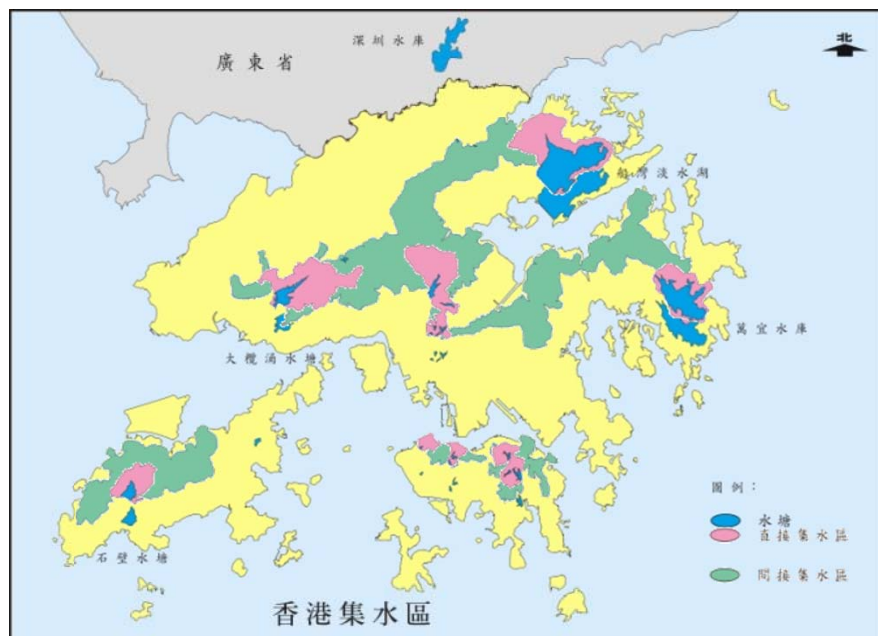 深圳水庫
北
廣東省
船灣淡水湖
萬宜水庫
大欖涌水塘
圖例：
水塘
直接集水區
間接集水區
石壁水塘
香港集水區